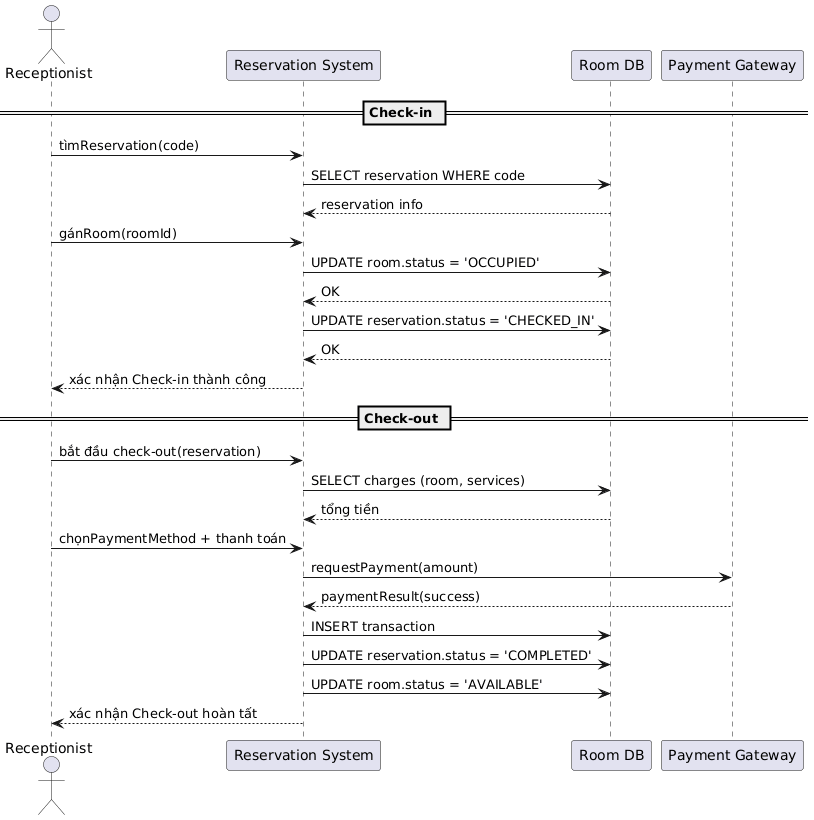 Receptionist
Reservation System
Room DB
Payment Gateway
Check-in
tìmReservation(code)
SELECT reservation WHERE code
reservation info
gánRoom(roomId)
UPDATE room.status = 'OCCUPIED'
OK
UPDATE reservation.status = 'CHECKED_IN'
OK
xác nhận Check-in thành công
Check-out
bắt đầu check-out(reservation)
SELECT charges (room, services)
tổng tiền
chọnPaymentMethod + thanh toán
requestPayment(amount)
paymentResult(success)
INSERT transaction
UPDATE reservation.status = 'COMPLETED'
UPDATE room.status = 'AVAILABLE'
xác nhận Check-out hoàn tất
Receptionist
Reservation System
Room DB
Payment Gateway